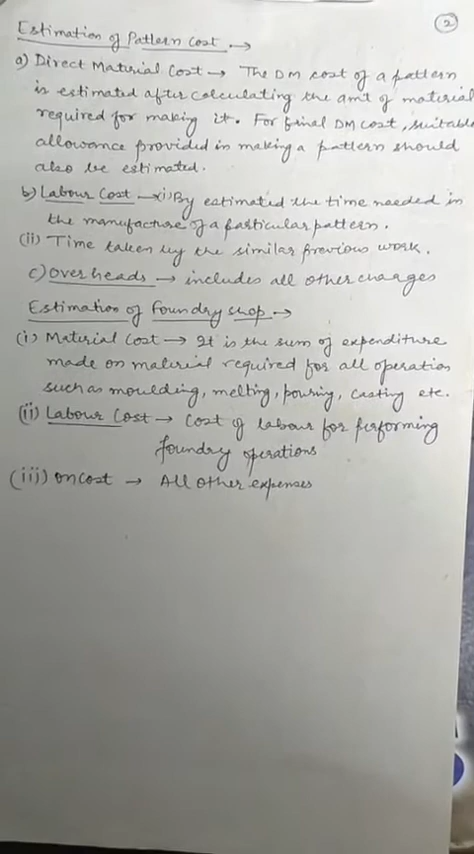 ②
Estimation of Pattern Cost →
a) Direct Material Cost → The DM cost of a pattern
is estimated after calculating the amt of material
required for making it. For final DM cost, suitable
allowance provided in making a pattern should
also be estimated.
b) Labour Cost → (i) By estimated the time needed in
the manufacture of a particular pattern.
(ii) Time taken by the similar previous work.
c) Over heads → includes all other charges
Estimation of Foundry shop →
(i) Material Cost → It is the sum of expenditure
made on material required for all operation
such as moulding, melting, pouring, casting etc.
(ii) Labour Cost → Cost of labour for performing
foundry operations
(iii) oncost → All other expenses